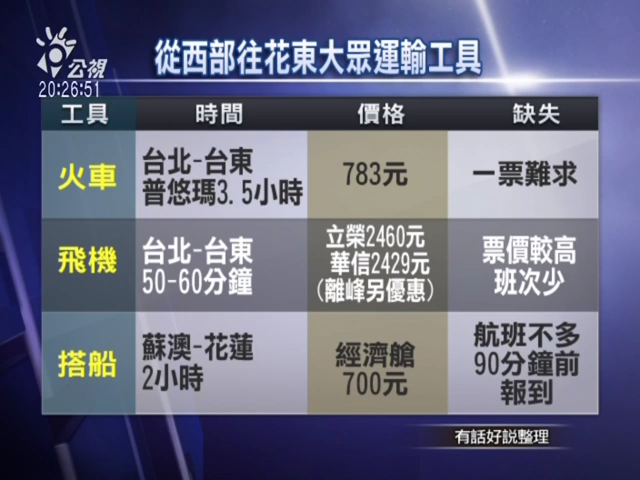 從西部往花東大眾運輸工具
公視
20:26:51
工具 時間 價格 缺失
火車
台北-台東
普悠瑪3.5小時
783元
一票難求
飛機
台北-台東
50-60分鐘
立榮2460元
華信2429元
(離峰另優惠)
票價較高
班次少
搭船
蘇澳-花蓮
2小時
經濟艙
700元
航班不多
90分鐘前
報到
有話好說整理